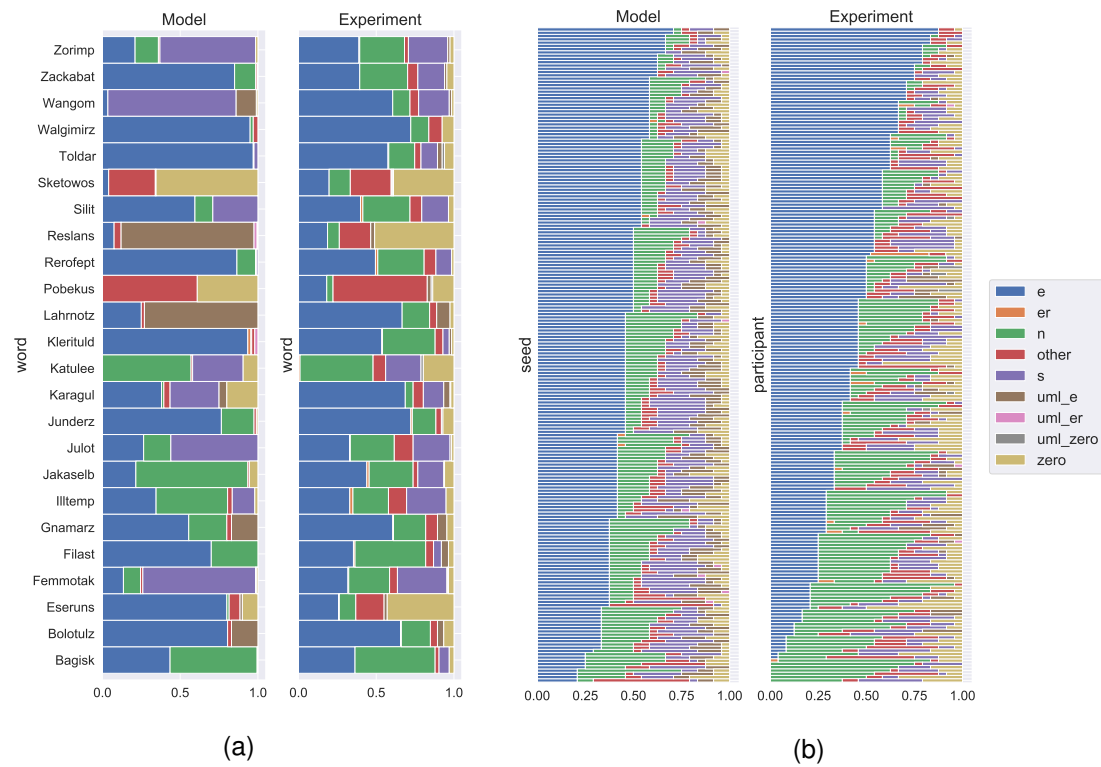 Model
Experiment
Model
Experiment
Zorimp
Zackabat
Wangom
Walgimirz
Toldar
Sketowos
Silit
Reslans
Rerofept
Pobekus
Lahrnotz
Klerituld
Katulee
Karagul
Junderz
Julot
Jakaselb
Illtemp
Gnamarz
Filast
Femmotak
Eseruns
Bolotulz
Bagisk
word
word
seed
participant
0.0 0.5 1.0
0.0 0.5 1.0
0.00 0.25 0.50 0.75 1.00
0.00 0.25 0.50 0.75 1.00
e
er
n
other
s
uml_e
uml_er
uml_zero
zero
(a)
(b)